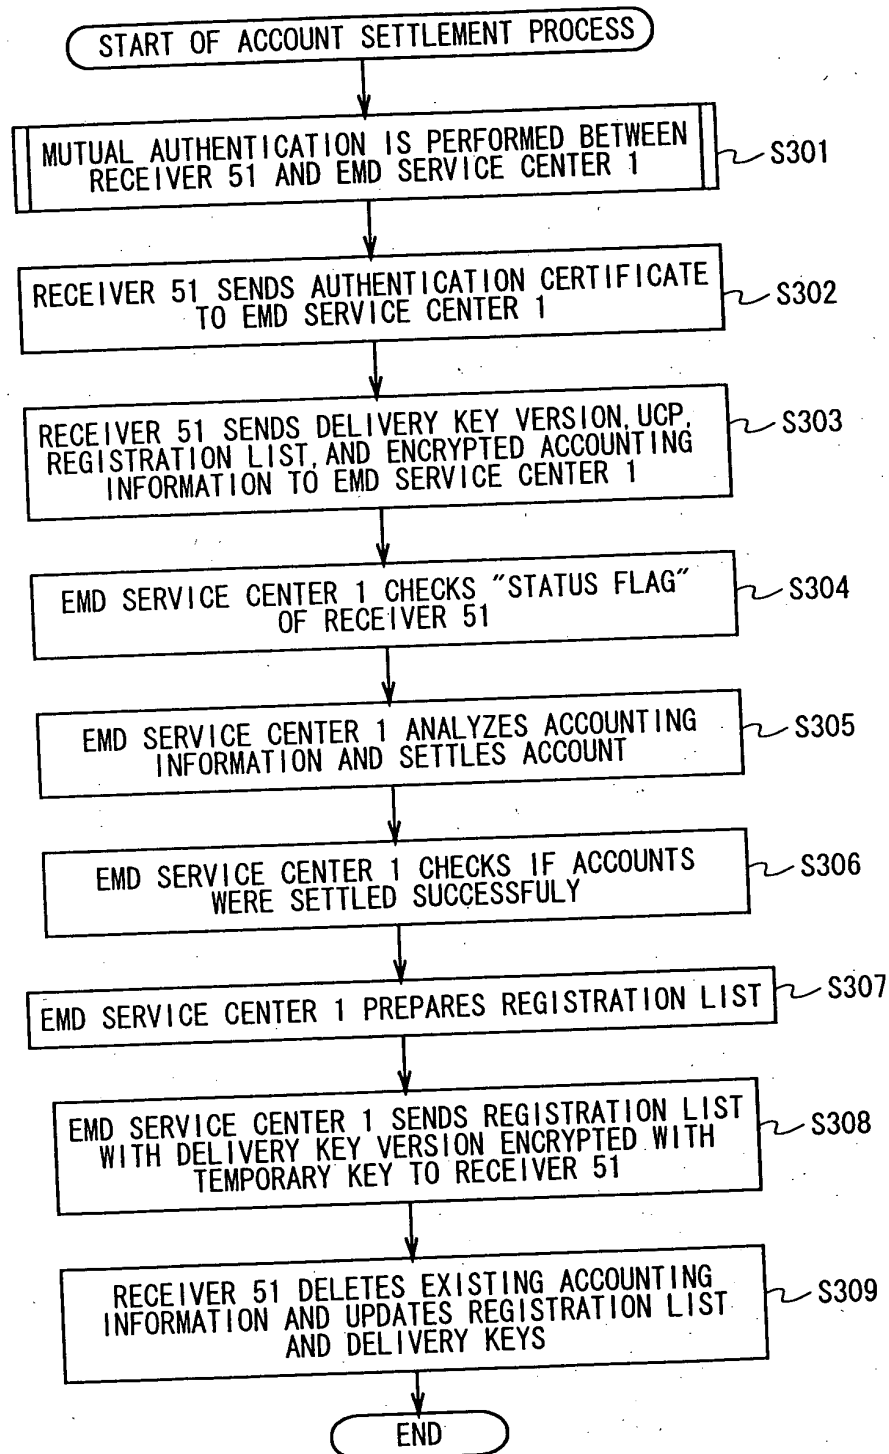 START OF ACCOUNT SETTLEMENT PROCESS
MUTUAL AUTHENTICATION IS PERFORMED BETWEEN
RECEIVER 51 AND EMD SERVICE CENTER 1
S301
RECEIVER 51 SENDS AUTHENTICATION CERTIFICATE
TO EMD SERVICE CENTER 1
S302
RECEIVER 51 SENDS DELIVERY KEY VERSION, UCP,
REGISTRATION LIST, AND ENCRYPTED ACCOUNTING
INFORMATION TO EMD SERVICE CENTER 1
S303
EMD SERVICE CENTER 1 CHECKS "STATUS FLAG"
OF RECEIVER 51
S304
EMD SERVICE CENTER 1 ANALYZES ACCOUNTING
INFORMATION AND SETTLES ACCOUNT
S305
EMD SERVICE CENTER 1 CHECKS IF ACCOUNTS
WERE SETTLED SUCCESSFULY
S306
EMD SERVICE CENTER 1 PREPARES REGISTRATION LIST
S307
EMD SERVICE CENTER 1 SENDS REGISTRATION LIST
WITH DELIVERY KEY VERSION ENCRYPTED WITH
TEMPORARY KEY TO RECEIVER 51
S308
RECEIVER 51 DELETES EXISTING ACCOUNTING
INFORMATION AND UPDATES REGISTRATION LIST
AND DELIVERY KEYS
S309
END